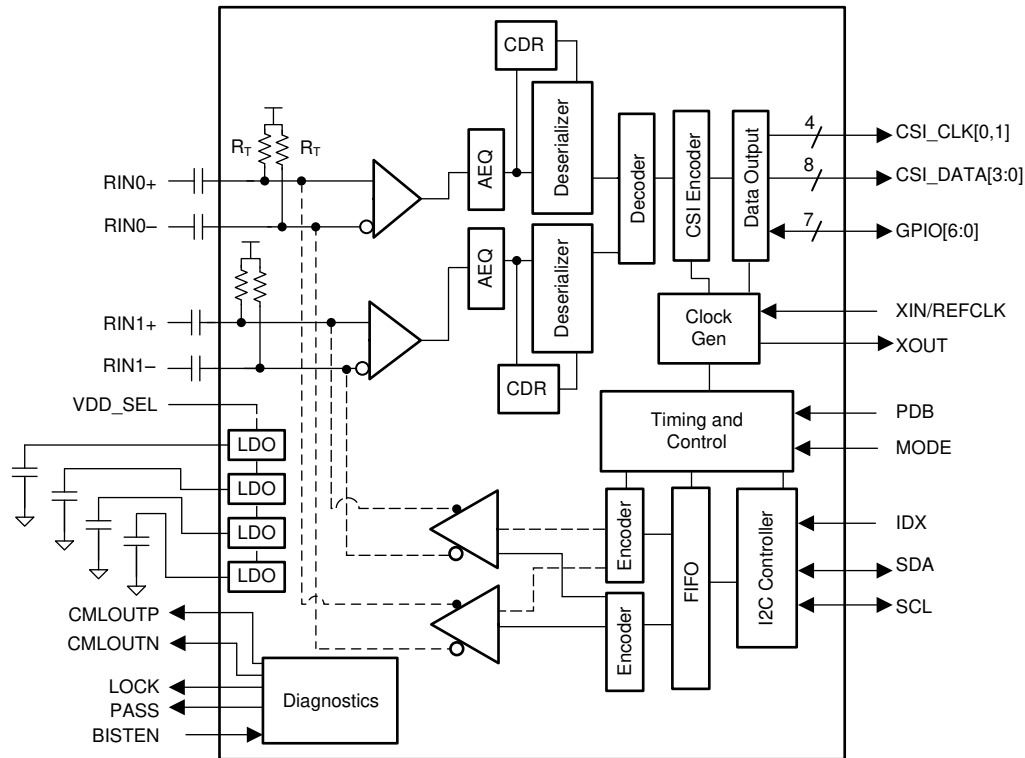 CDR
Deserializer
AEQ
Decoder
CSI Encoder
Data Output
4
CSI_CLK[0,1]
8
CSI_DATA[3:0]
7
GPIO[6:0]
RT
RT
RIN0+
RIN0−
AEQ
Deserializer
CDR
RIN1+
RIN1−
Clock
Gen
XIN/REFCLK
XOUT
VDD_SEL
LDO
LDO
LDO
LDO
Timing and
Control
PDB
MODE
Encoder
Encoder
FIFO
I2C Controller
IDX
SDA
SCL
CMLOUTP
CMLOUTN
LOCK
PASS
BISTEN
Diagnostics